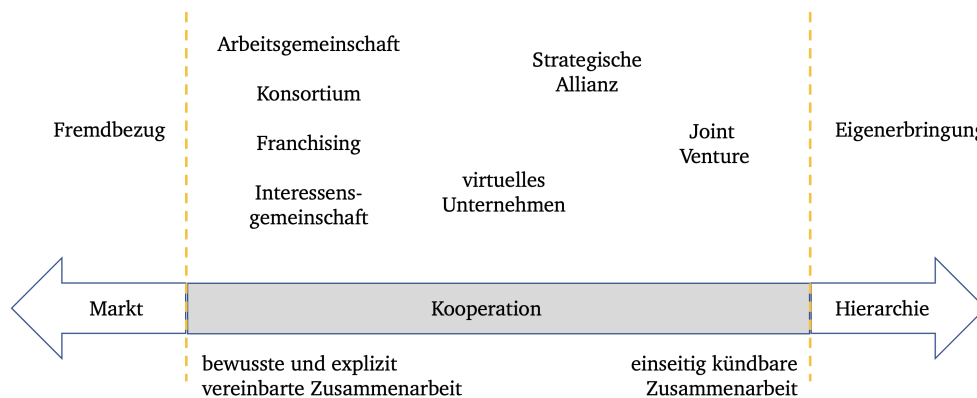 Arbeitsgemeinschaft
Konsortium
Franchising
Interessens-
gemeinschaft
Strategische
Allianz
virtuelles
Unternehmen
Joint
Venture
Fremdbezug
Eigenerbringung
Markt
Kooperation
Hierarchie
bewusste und explizit
vereinbarte Zusammenarbeit
einseitig kündbare
Zusammenarbeit